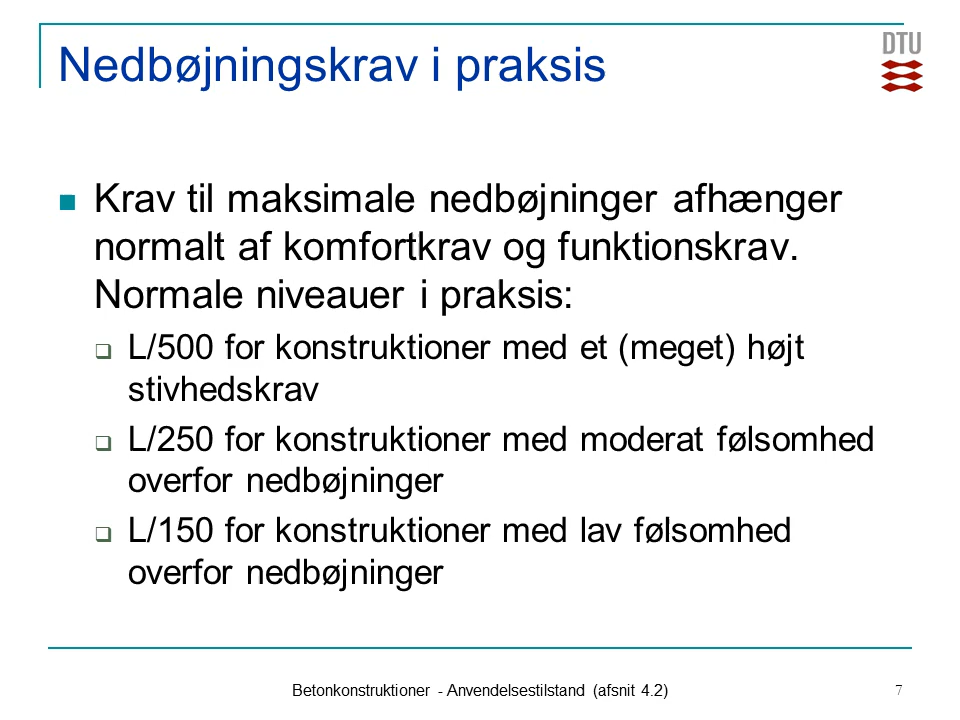 Nedbøjningskrav i praksis
DTU
Krav til maksimale nedbøjninger afhænger
normalt af komfortkrav og funktionskrav.
Normale niveauer i praksis:
L/500 for konstruktioner med et (meget) højt
stivhedskrav
L/250 for konstruktioner med moderat følsomhed
overfor nedbøjninger
L/150 for konstruktioner med lav følsomhed
overfor nedbøjninger
Betonkonstruktioner - Anvendelsestilstand (afsnit 4.2)
7